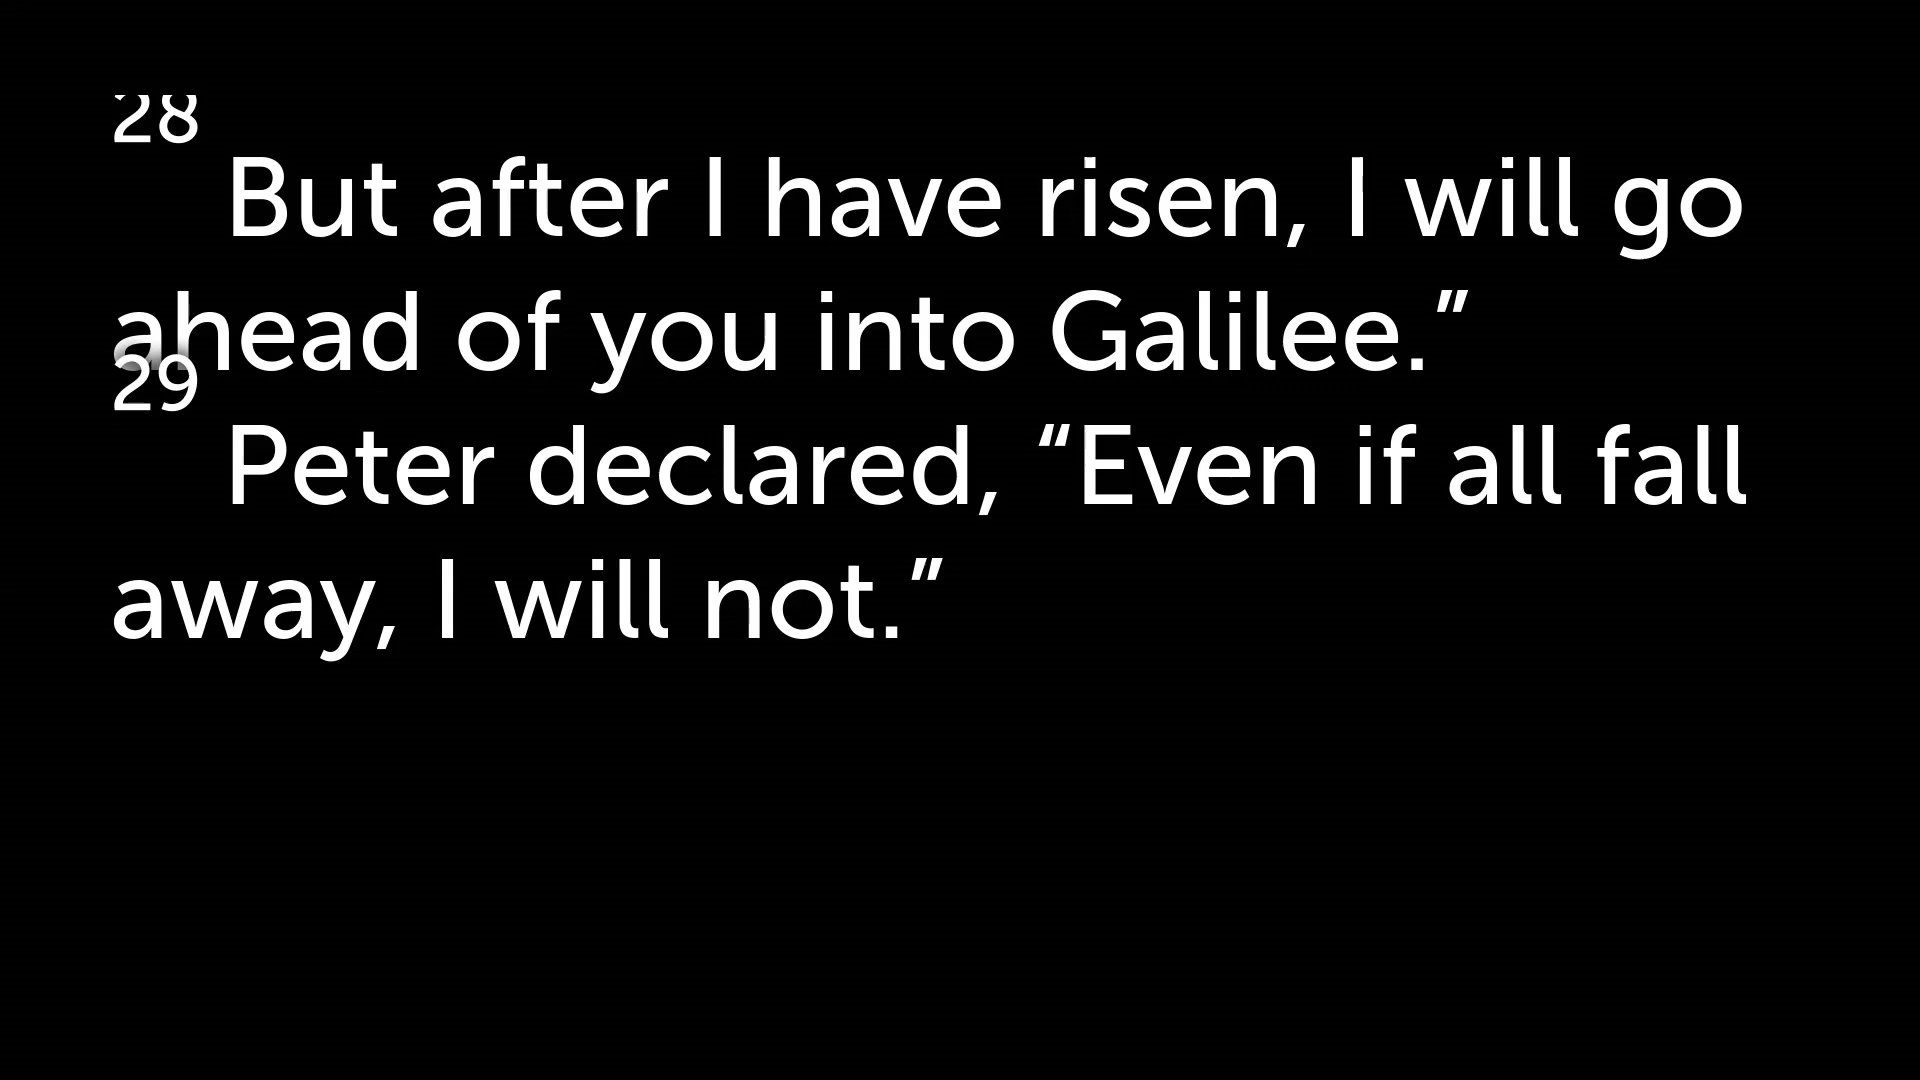 28 But after I have risen, I will go
ahead of you into Galilee.”
29 Peter declared, “Even if all fall
away, I will not.”